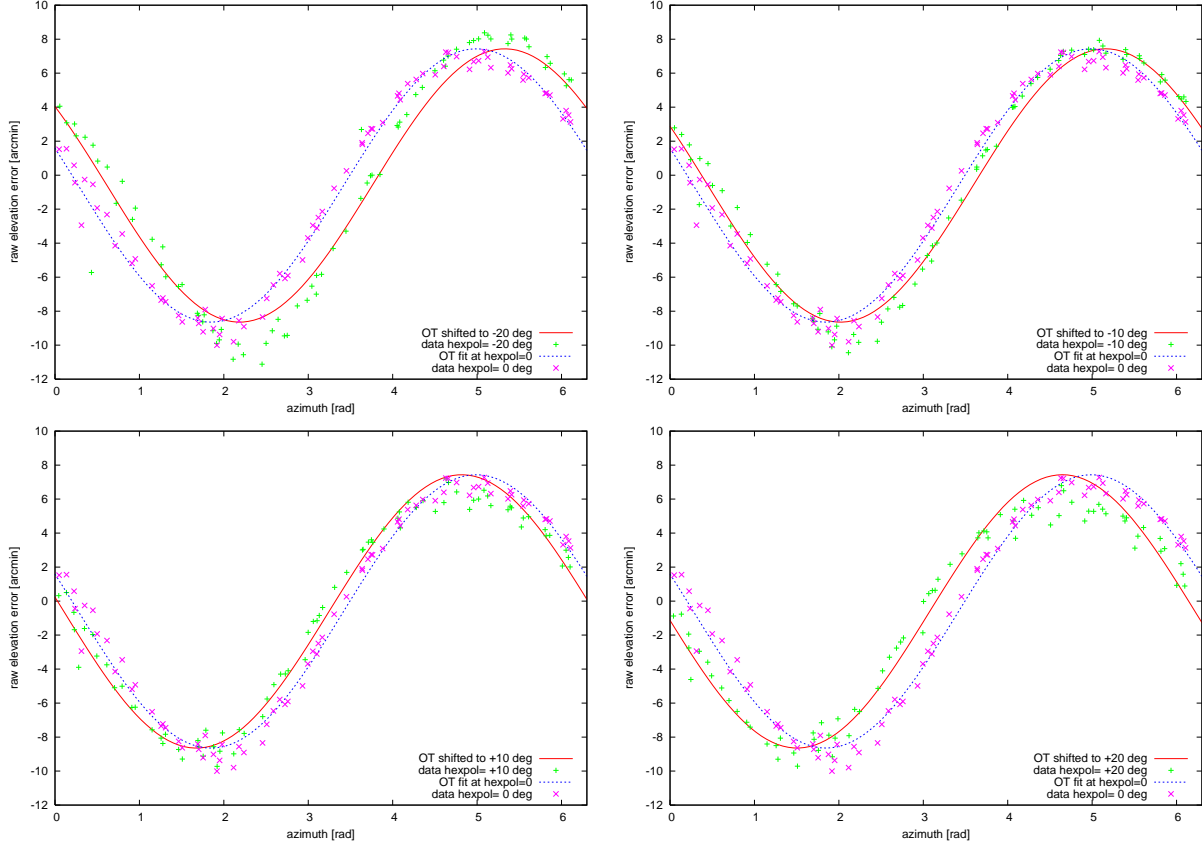 10
8
6
4
2
0
-2
-4
-6
-8
-10
-12
raw elevation error [arcmin]
OT shifted to -20 deg
data hexpol= -20 deg
OT fit at hexpol=0
data hexpol= 0 deg
0 1 2 3 4 5 6
azimuth [rad]
10
8
6
4
2
0
-2
-4
-6
-8
-10
-12
raw elevation error [arcmin]
OT shifted to -10 deg
data hexpol= -10 deg
OT fit at hexpol=0
data hexpol= 0 deg
0 1 2 3 4 5 6
azimuth [rad]
10
8
6
4
2
0
-2
-4
-6
-8
-10
-12
raw elevation error [arcmin]
OT shifted to +10 deg
data hexpol= +10 deg
OT fit at hexpol=0
data hexpol= 0 deg
0 1 2 3 4 5 6
azimuth [rad]
10
8
6
4
2
0
-2
-4
-6
-8
-10
-12
raw elevation error [arcmin]
OT shifted to +20 deg
data hexpol= +20 deg
OT fit at hexpol=0
data hexpol= 0 deg
0 1 2 3 4 5 6
azimuth [rad]